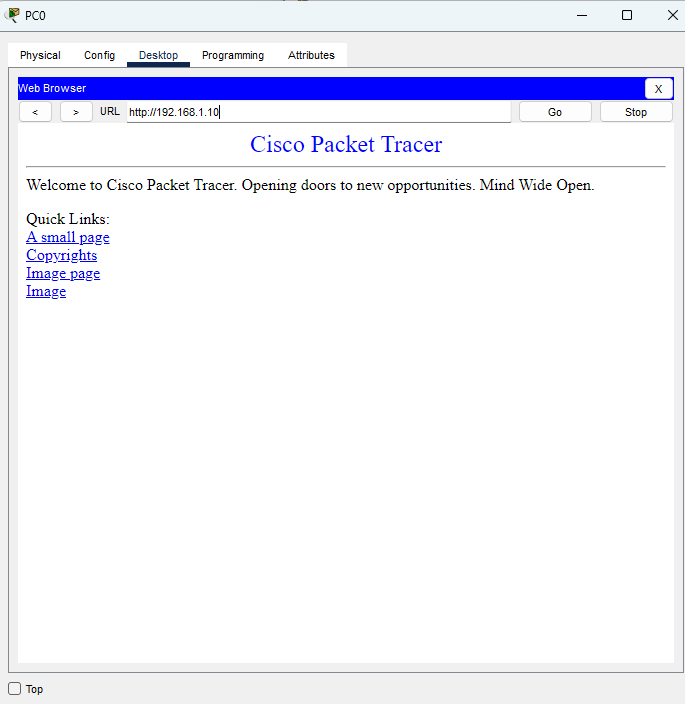 PC0
Physical Config Desktop Programming Attributes
Web Browser X
< > URL http://192.168.1.10 Go Stop
Cisco Packet Tracer
Welcome to Cisco Packet Tracer. Opening doors to new opportunities. Mind Wide Open.
Quick Links:
A small page
Copyrights
Image page
Image
Top